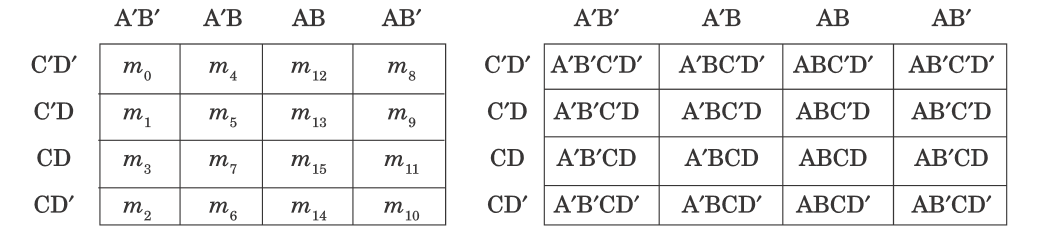 A′B′ A′B AB AB′ A′B′ A′B AB AB′
C′D′ m₀ m₄ m₁₂ m₈ C′D′ A′B′C′D′ A′BC′D′ ABC′D′ AB′C′D′
C′D m₁ m₅ m₁₃ m₉ C′D A′B′C′D A′BC′D ABC′D AB′C′D
CD m₃ m₇ m₁₅ m₁₁ CD A′B′CD A′BCD ABCD AB′CD
CD′ m₂ m₆ m₁₄ m₁₀ CD′ A′B′CD′ A′BCD′ ABCD′ AB′CD′